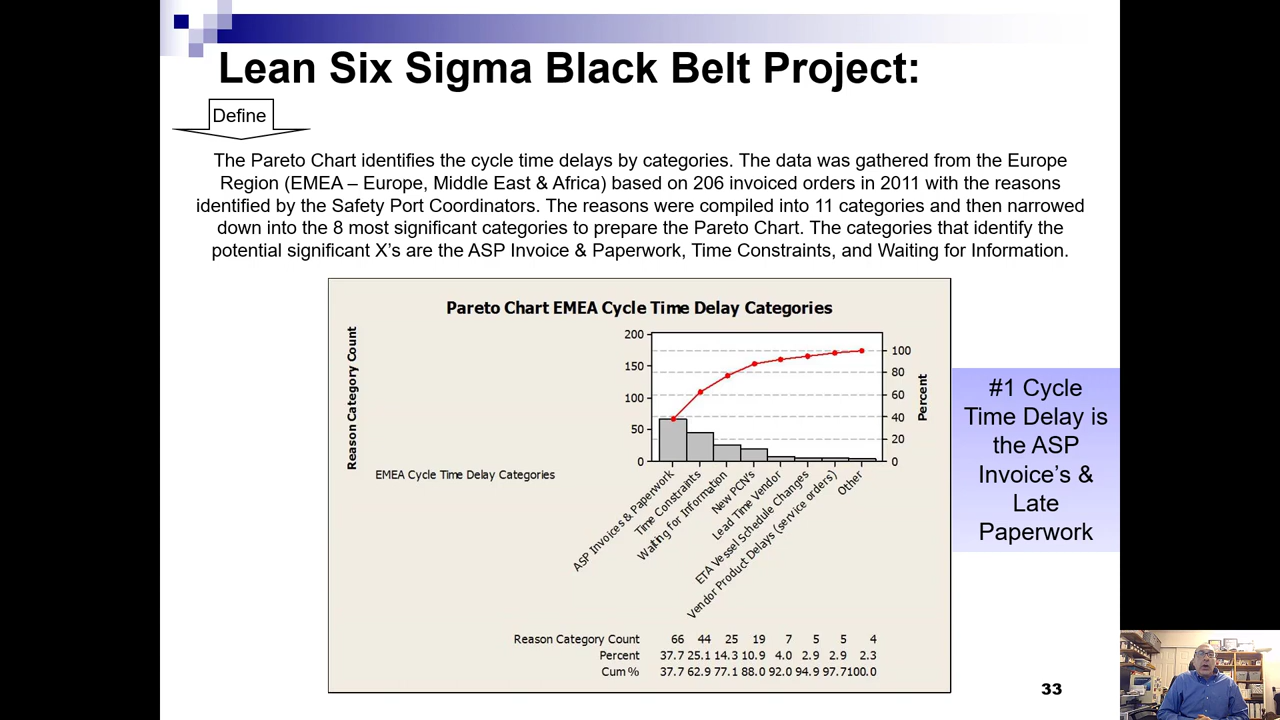 Lean Six Sigma Black Belt Project:
Define
The Pareto Chart identifies the cycle time delays by categories. The data was gathered from the Europe
Region (EMEA – Europe, Middle East & Africa) based on 206 invoiced orders in 2011 with the reasons
identified by the Safety Port Coordinators. The reasons were compiled into 11 categories and then narrowed
down into the 8 most significant categories to prepare the Pareto Chart. The categories that identify the
potential significant X's are the ASP Invoice & Paperwork, Time Constraints, and Waiting for Information.
Pareto Chart EMEA Cycle Time Delay Categories
Reason Category Count
200
150
100
50
0
100
80
60
40
20
0
Percent
EMEA Cycle Time Delay Categories
ASP Invoices & Paperwork
Time Constraints
Waiting for Information
New PCN's
Lead Time Vendor
ETA Vessel Schedule Changes
Vendor Product Delays (service orders)
Other
Reason Category Count 66 44 25 19 7 5 5 4
Percent 37.7 25.1 14.3 10.9 4.0 2.9 2.9 2.3
Cum % 37.7 62.9 77.1 88.0 92.0 94.9 97.7 100.0
#1 Cycle
Time Delay is
the ASP
Invoice's &
Late
Paperwork
33